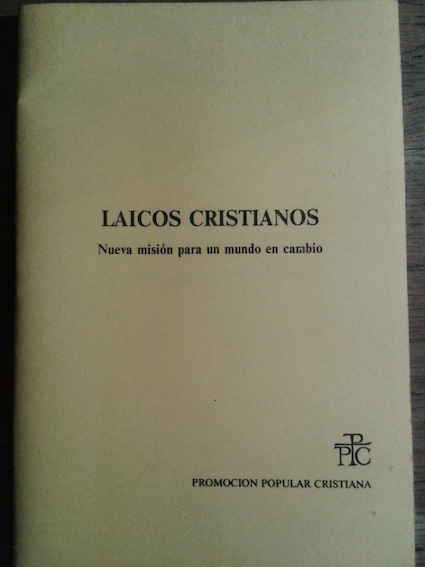 LAICOS CRISTIANOS
Nueva misión para un mundo en cambio
PPC
PROMOCION POPULAR CRISTIANA